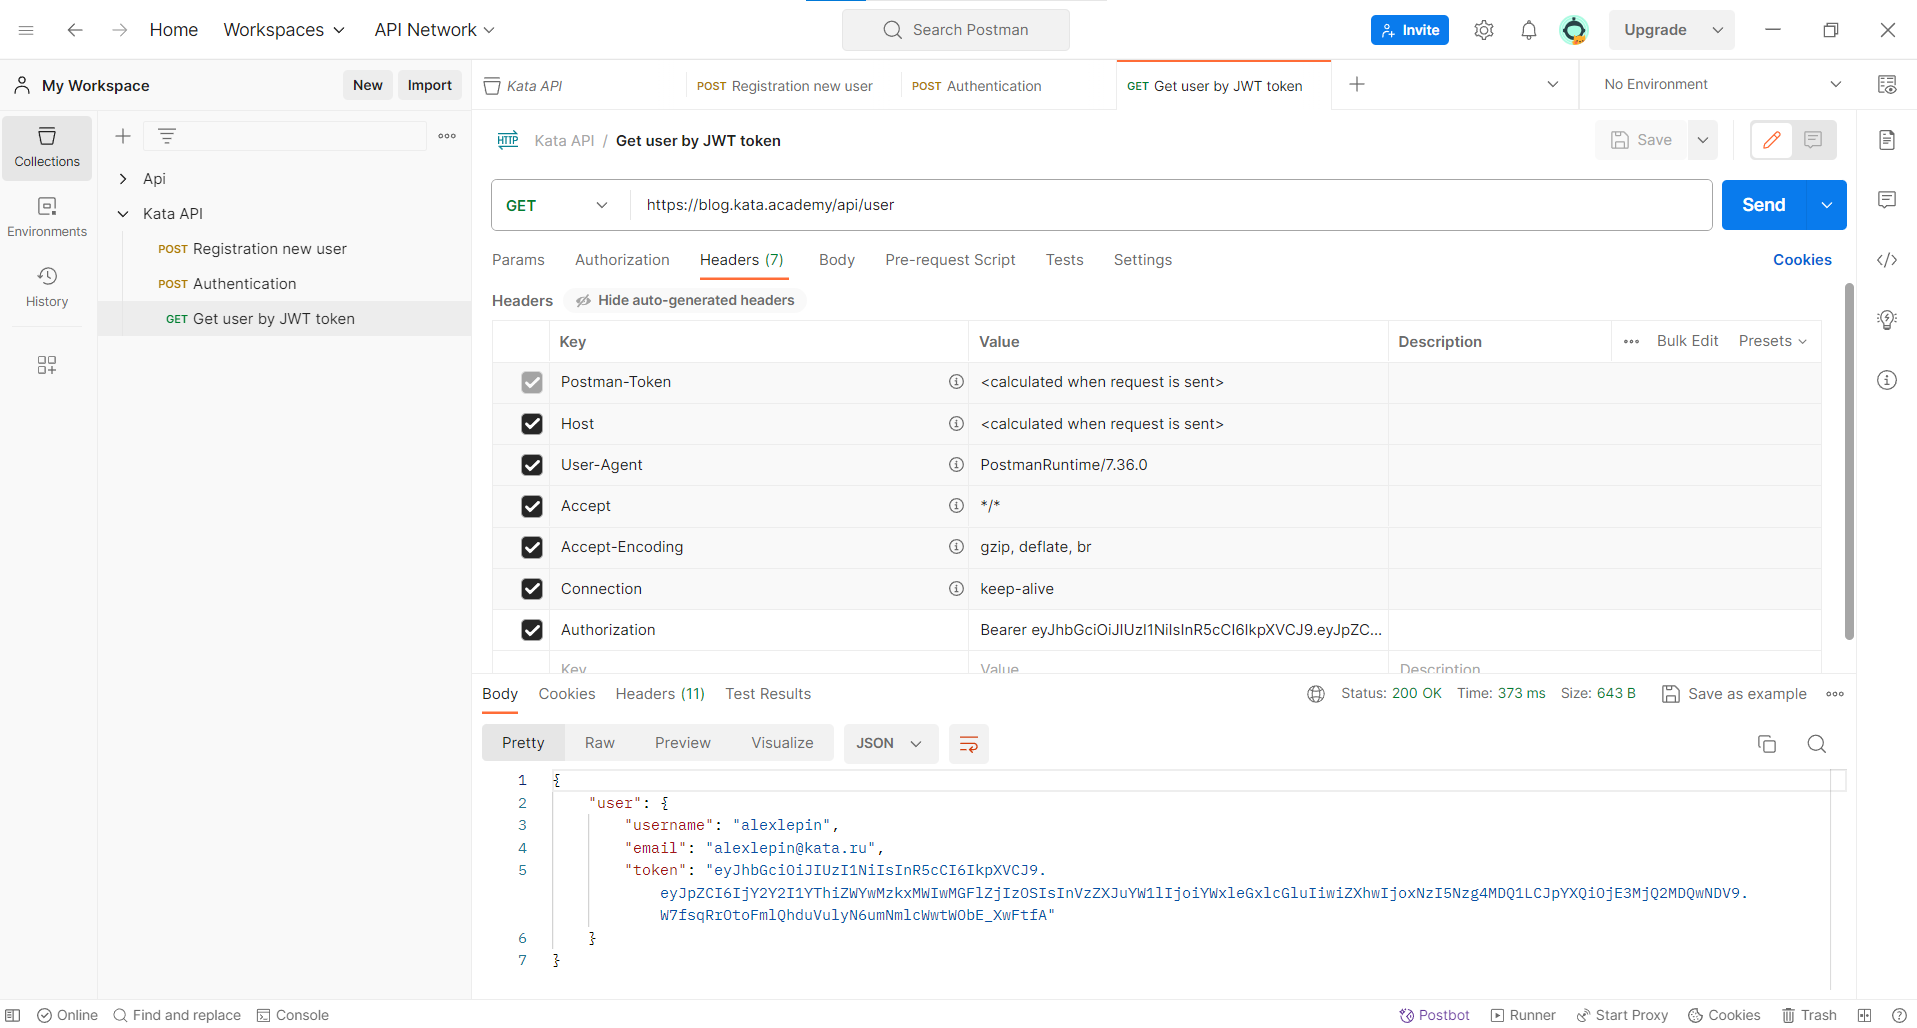 Home
Workspaces
API Network
Search Postman
Invite
Upgrade
My Workspace
New
Import
Kata API
POST Registration new user
POST Authentication
GET Get user by JWT token
No Environment
Collections
Environments
History
Api
Kata API
POST Registration new user
POST Authentication
GET Get user by JWT token
HTTP
Kata API / Get user by JWT token
Save
GET
https://blog.kata.academy/api/user
Send
Params
Authorization
Headers (7)
Body
Pre-request Script
Tests
Settings
Cookies
Headers
Hide auto-generated headers
Key
Value
Description
Bulk Edit
Presets
Postman-Token
<calculated when request is sent>
Host
<calculated when request is sent>
User-Agent
PostmanRuntime/7.36.0
Accept
*/*
Accept-Encoding
gzip, deflate, br
Connection
keep-alive
Authorization
Bearer eyJhbGciOiJIUzI1NiIsInR5cCI6IkpXVCJ9.eyJpZC...
Key
Value
Description
Body
Cookies
Headers (11)
Test Results
Status: 200 OK
Time: 373 ms
Size: 643 B
Save as example
Pretty
Raw
Preview
Visualize
JSON
1 {
2 "user": {
3 "username": "alexlepin",
4 "email": "alexlepin@kata.ru",
5 "token": "eyJhbGciOiJIUzI1NiIsInR5cCI6IkpXVCJ9.
eyJpZCI6IjY2Y2I1YThiZWYwMzkxMWIwMGFlZjIzOSIsInVzZXJuYW1lIjoiYWxleGxlcGluIiwiZXhwIjoxNzI5Nzg4MDQ1LCJpYXQiOjE3MjQ2MDQwNDV9.
W7fsqRrOtoFmlQhduVulyN6umNmlcWwtWObE_XwFtfA"
6 }
7 }
Online
Find and replace
Console
Postbot
Runner
Start Proxy
Cookies
Trash